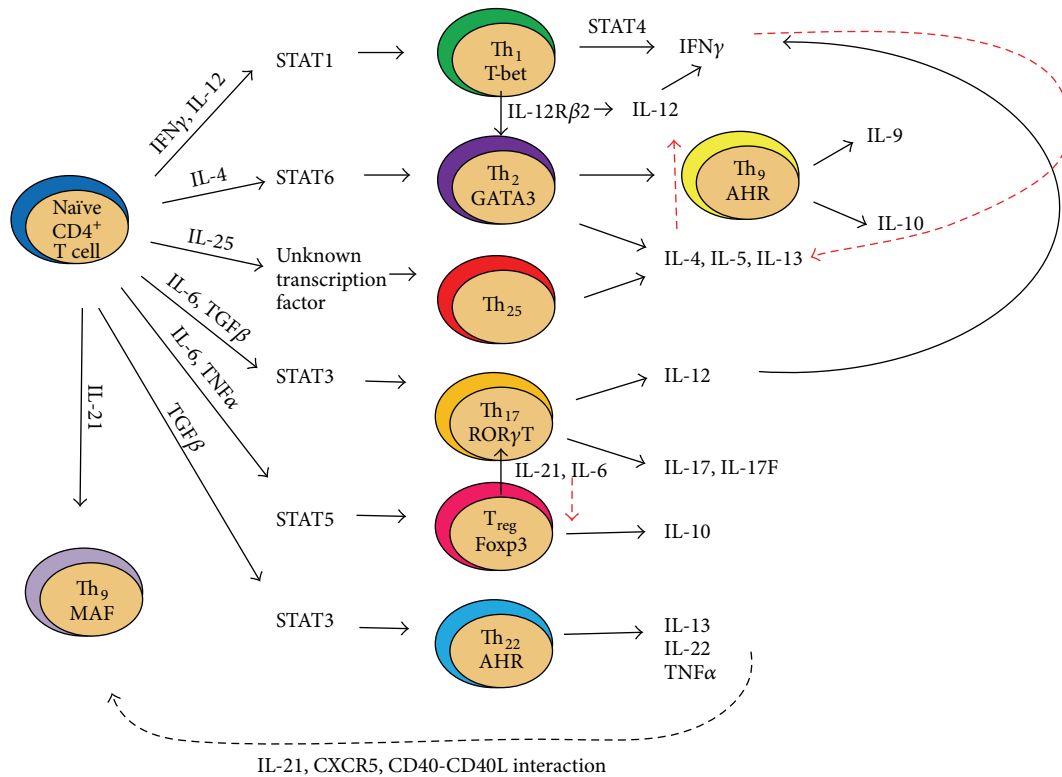 STAT1
Th₁
T-bet
STAT4
IFNγ
IFNγ, IL-12
IL-12Rβ2
IL-12
IL-4
STAT6
Th₂
GATA3
Th₉
AHR
IL-9
IL-10
Naïve
CD4⁺
T cell
IL-25
Unknown
transcription
factor
Th₂₅
IL-4, IL-5, IL-13
IL-6, TGFβ
STAT3
Th₁₇
RORγT
IL-12
IL-17, IL-17F
IL-6, TNFα
IL-21, IL-6
STAT5
T_reg
Foxp3
IL-10
TGFβ
STAT3
Th₂₂
AHR
IL-13
IL-22
TNFα
IL-21
Th₉
MAF
IL-21, CXCR5, CD40-CD40L interaction